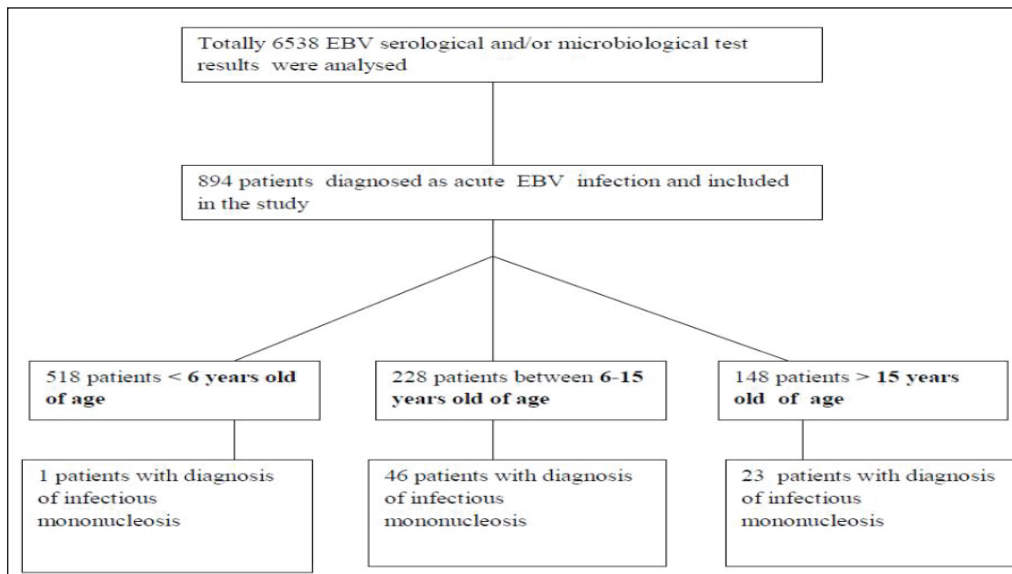 Totally 6538 EBV serological and/or microbiological test
results were analysed
894 patients diagnosed as acute EBV infection and included
in the study
518 patients < 6 years old
of age
228 patients between 6-15
years old of age
148 patients > 15 years
old of age
1 patients with diagnosis
of infectious
mononucleosis
46 patients with diagnosis
of infectious
mononucleosis
23 patients with diagnosis
of infectious
mononucleosis